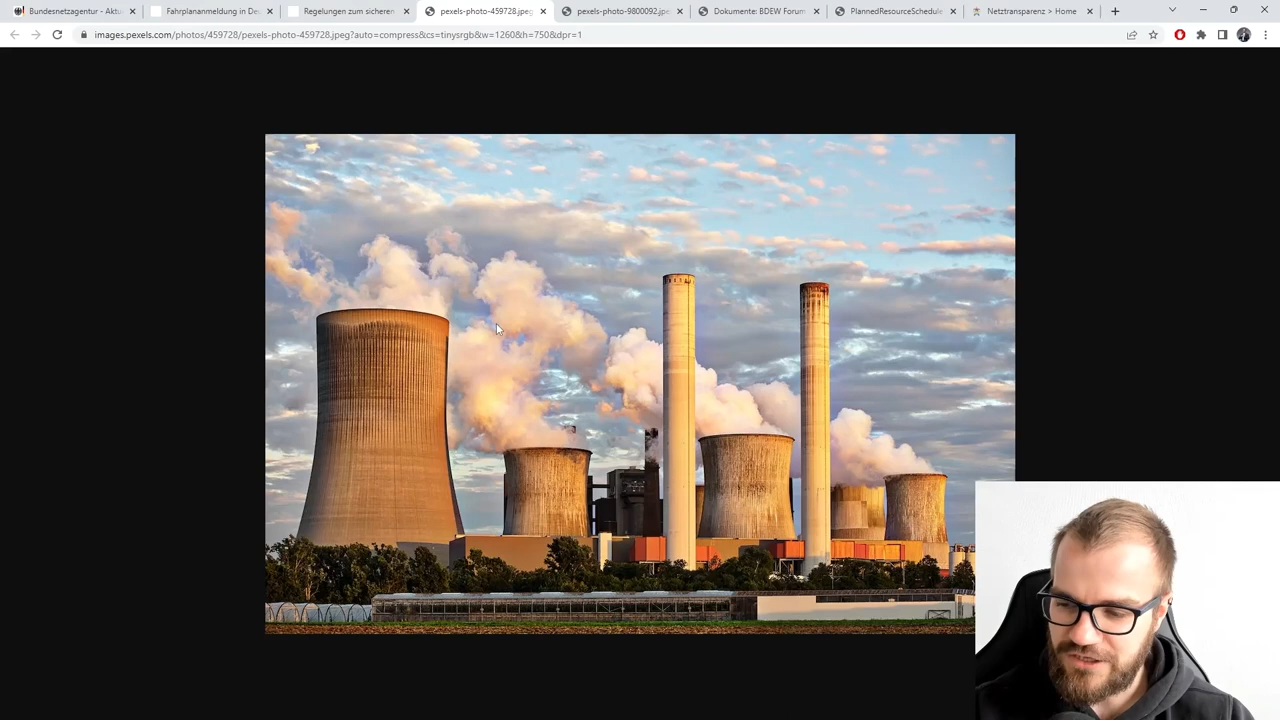 Bundesnetzagentur - Aktu
Fahrplananmeldung in De
Regelungen zum sicheren
pexels-photo-459728.jpeg
pexels-photo-9800092.jpe
Dokumente: BDEW Forum
PlannedResourceSchedule
Netztransparenz > Home
images.pexels.com/photos/459728/pexels-photo-459728.jpeg?auto=compress&cs=tinysrgb&w=1260&h=750&dpr=1